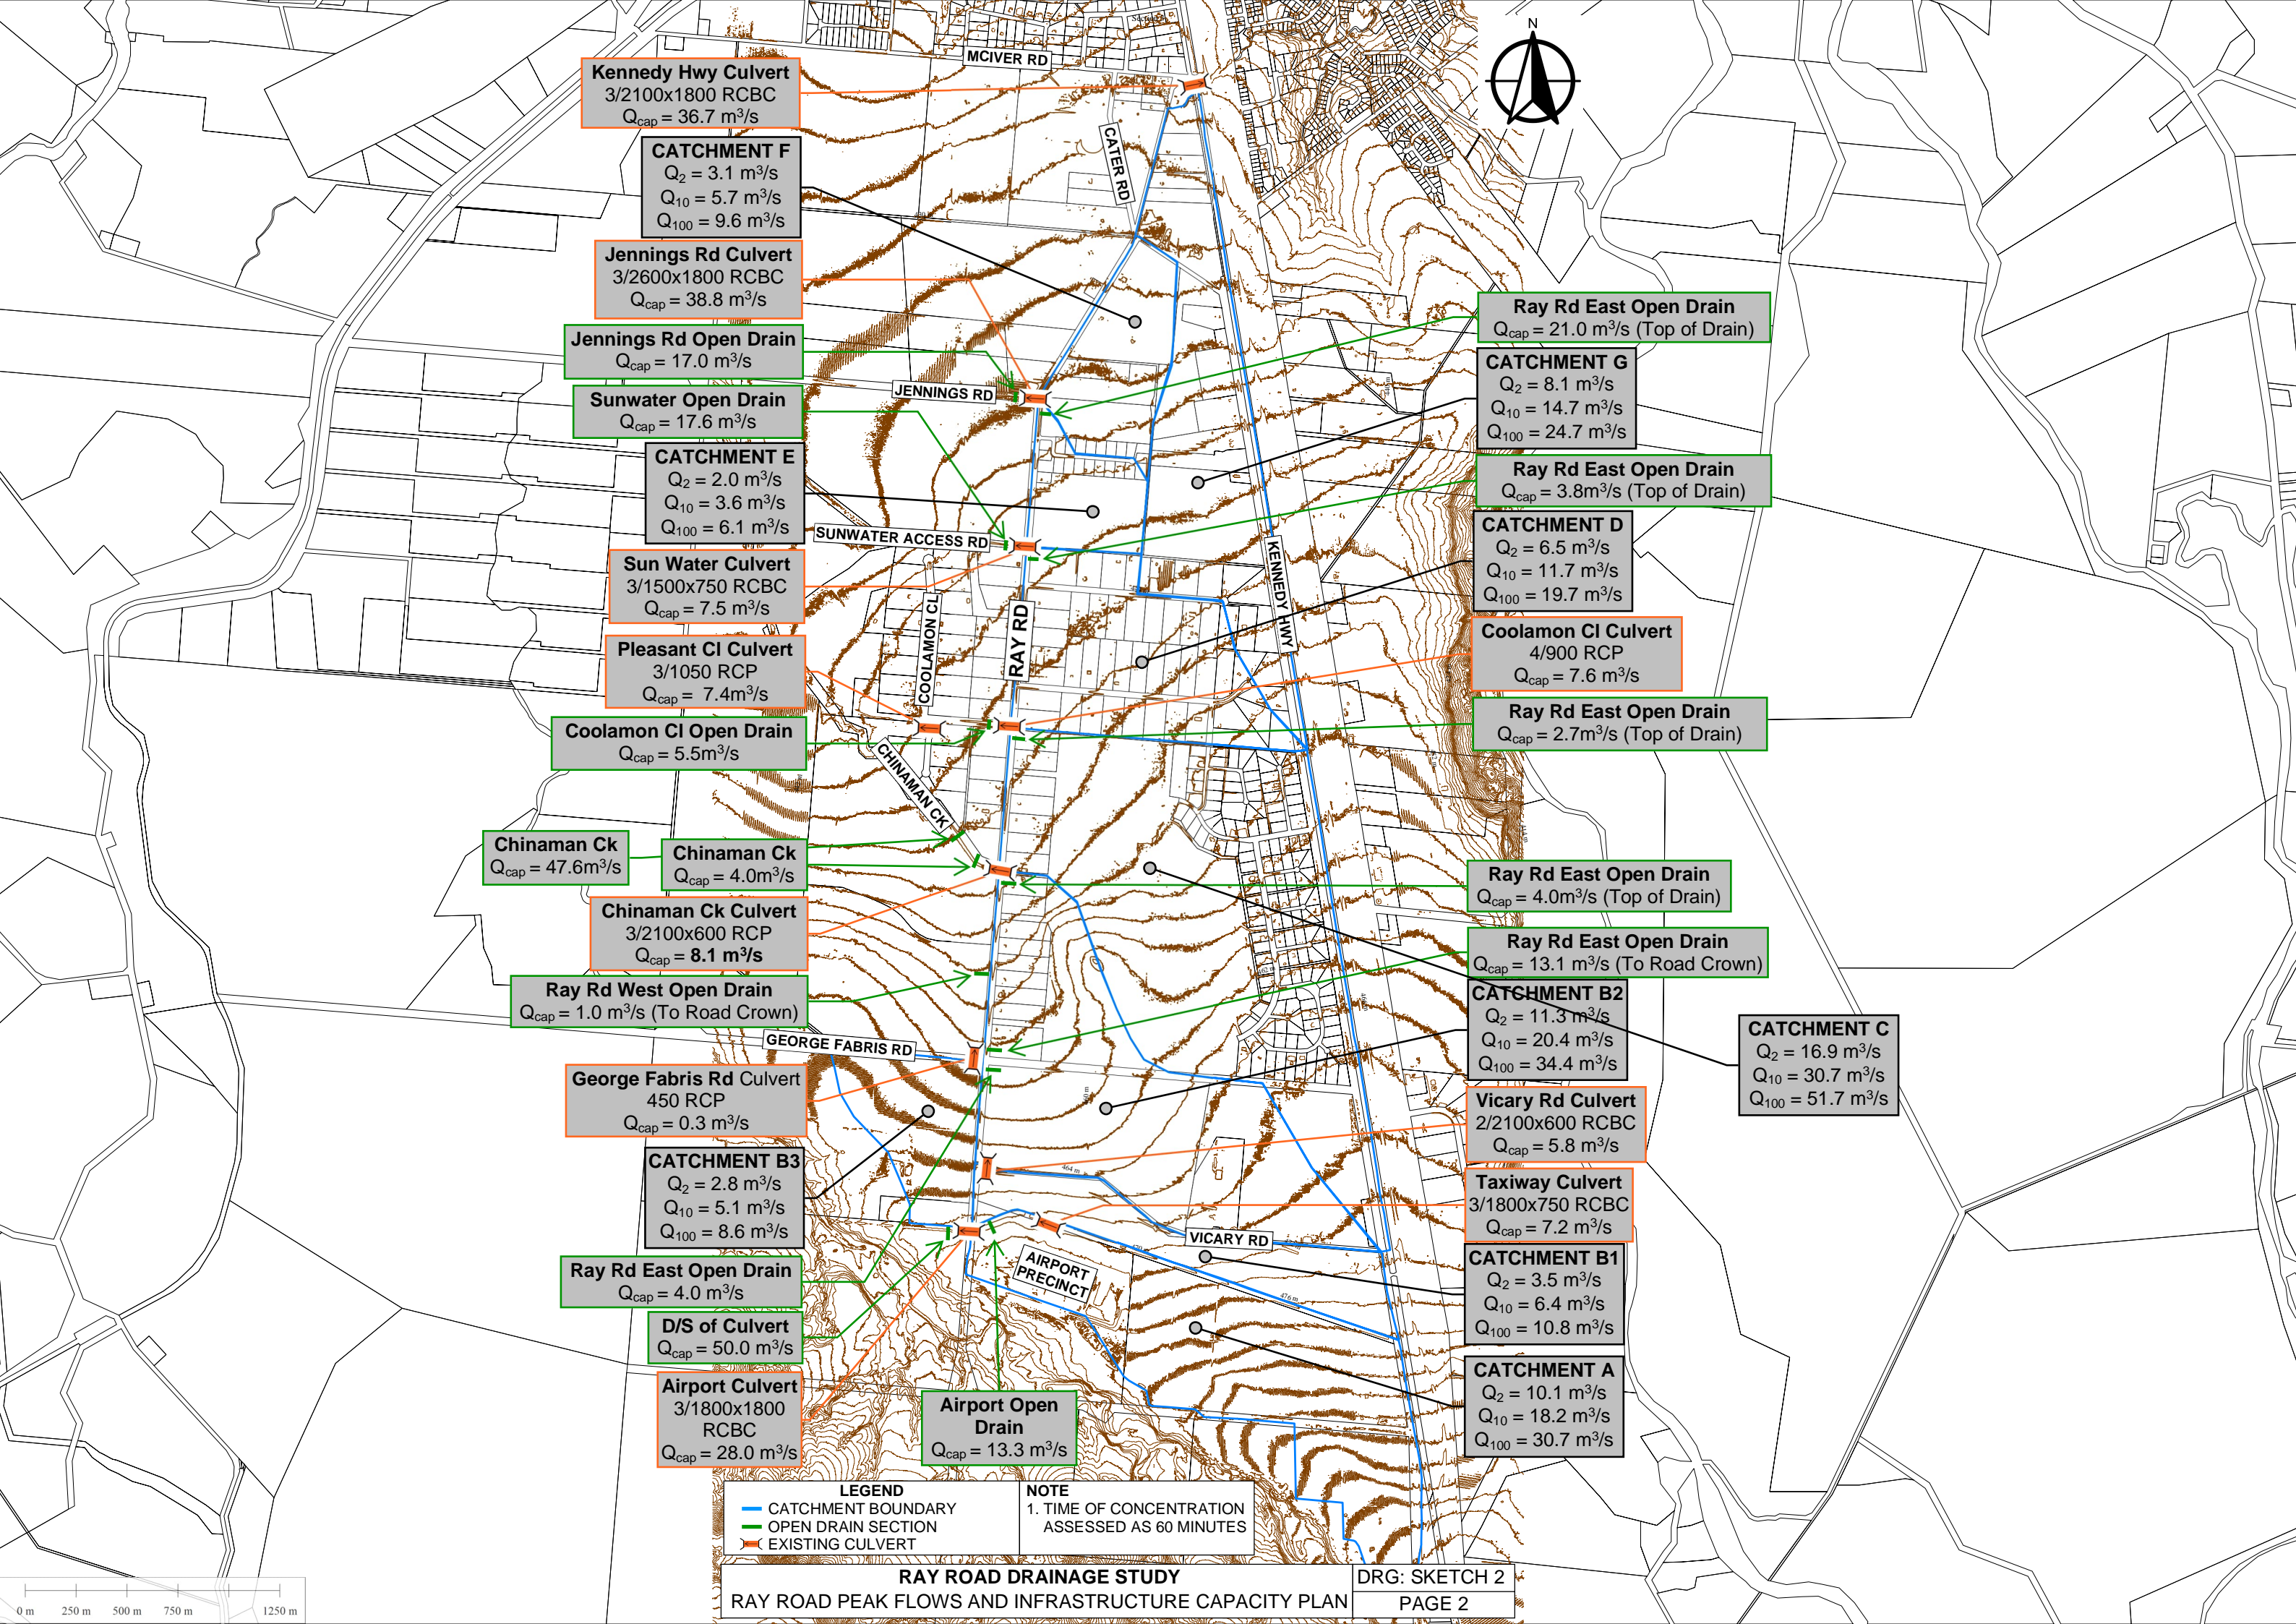 N
MCIVER RD
CATER RD
Kennedy Hwy Culvert
3/2100x1800 RCBC
Qcap = 36.7 m³/s
CATCHMENT F
Q2 = 3.1 m³/s
Q10 = 5.7 m³/s
Q100 = 9.6 m³/s
Jennings Rd Culvert
3/2600x1800 RCBC
Qcap = 38.8 m³/s
Jennings Rd Open Drain
Qcap = 17.0 m³/s
JENNINGS RD
Sunwater Open Drain
Qcap = 17.6 m³/s
CATCHMENT E
Q2 = 2.0 m³/s
Q10 = 3.6 m³/s
Q100 = 6.1 m³/s
SUNWATER ACCESS RD
Sun Water Culvert
3/1500x750 RCBC
Qcap = 7.5 m³/s
COOLAMON CL
RAY RD
KENNEDY HWY
Pleasant Cl Culvert
3/1050 RCP
Qcap = 7.4m³/s
Coolamon Cl Open Drain
Qcap = 5.5m³/s
CHINAMAN CK
Chinaman Ck
Qcap = 47.6m³/s
Chinaman Ck
Qcap = 4.0m³/s
Chinaman Ck Culvert
3/2100x600 RCP
Qcap = 8.1 m³/s
Ray Rd West Open Drain
Qcap = 1.0 m³/s (To Road Crown)
GEORGE FABRIS RD
George Fabris Rd Culvert
450 RCP
Qcap = 0.3 m³/s
CATCHMENT B3
Q2 = 2.8 m³/s
Q10 = 5.1 m³/s
Q100 = 8.6 m³/s
Ray Rd East Open Drain
Qcap = 4.0 m³/s
D/S of Culvert
Qcap = 50.0 m³/s
Airport Culvert
3/1800x1800
RCBC
Qcap = 28.0 m³/s
Airport Open
Drain
Qcap = 13.3 m³/s
AIRPORT
PRECINCT
VICARY RD
464 m
476 m
462 m
Ray Rd East Open Drain
Qcap = 21.0 m³/s (Top of Drain)
CATCHMENT G
Q2 = 8.1 m³/s
Q10 = 14.7 m³/s
Q100 = 24.7 m³/s
Ray Rd East Open Drain
Qcap = 3.8m³/s (Top of Drain)
CATCHMENT D
Q2 = 6.5 m³/s
Q10 = 11.7 m³/s
Q100 = 19.7 m³/s
Coolamon Cl Culvert
4/900 RCP
Qcap = 7.6 m³/s
Ray Rd East Open Drain
Qcap = 2.7m³/s (Top of Drain)
Ray Rd East Open Drain
Qcap = 4.0m³/s (Top of Drain)
Ray Rd East Open Drain
Qcap = 13.1 m³/s (To Road Crown)
CATCHMENT B2
Q2 = 11.3 m³/s
Q10 = 20.4 m³/s
Q100 = 34.4 m³/s
CATCHMENT C
Q2 = 16.9 m³/s
Q10 = 30.7 m³/s
Q100 = 51.7 m³/s
Vicary Rd Culvert
2/2100x600 RCBC
Qcap = 5.8 m³/s
Taxiway Culvert
3/1800x750 RCBC
Qcap = 7.2 m³/s
CATCHMENT B1
Q2 = 3.5 m³/s
Q10 = 6.4 m³/s
Q100 = 10.8 m³/s
CATCHMENT A
Q2 = 10.1 m³/s
Q10 = 18.2 m³/s
Q100 = 30.7 m³/s
LEGEND
CATCHMENT BOUNDARY
OPEN DRAIN SECTION
EXISTING CULVERT
NOTE
1. TIME OF CONCENTRATION
ASSESSED AS 60 MINUTES
RAY ROAD DRAINAGE STUDY
RAY ROAD PEAK FLOWS AND INFRASTRUCTURE CAPACITY PLAN
DRG: SKETCH 2
PAGE 2
0 m 250 m 500 m 750 m 1250 m